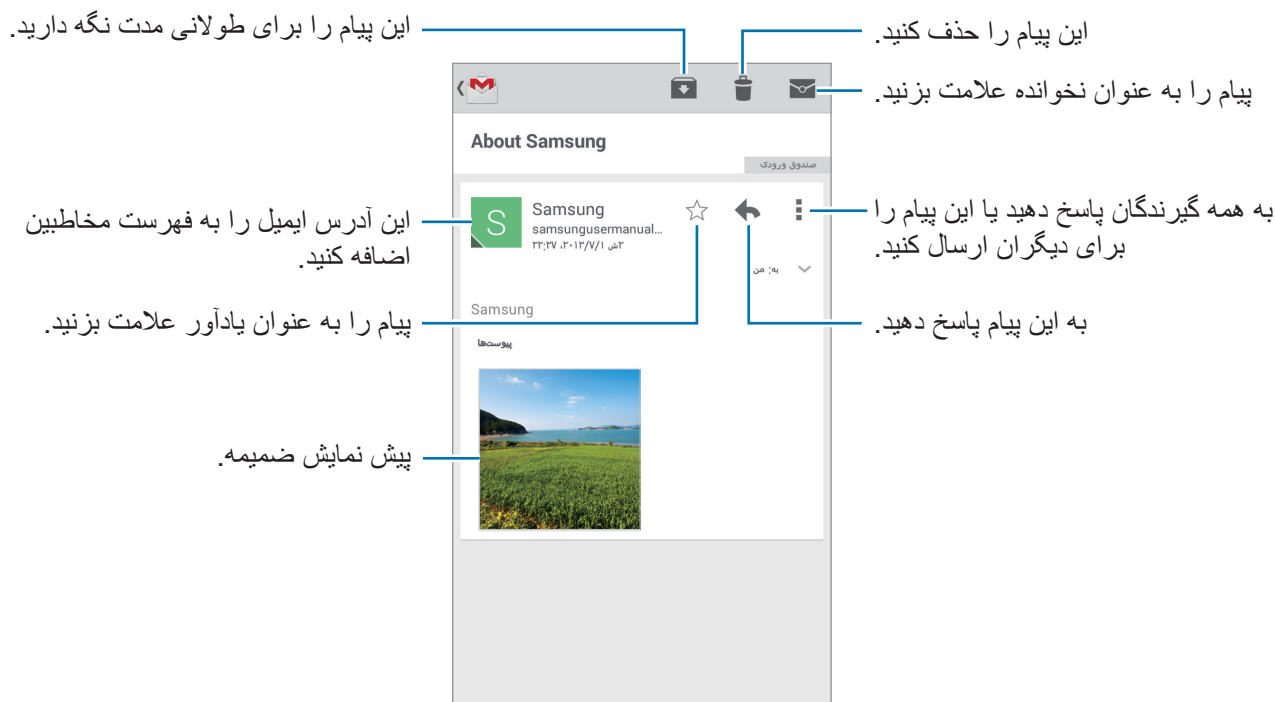 این پیام را برای طولانی مدت نگه دارید.
این پیام را حذف کنید.
پیام را به عنوان نخوانده علامت بزنید.
About Samsung
صندوق ورودی
S
Samsung
samsungusermanual...
۲ش ۲۰۱۳/۷/۱، ۲۲:۳۷
به: من
این آدرس ایمیل را به فهرست مخاطبین
اضافه کنید.
به همه گیرندگان پاسخ دهید یا این پیام را
برای دیگران ارسال کنید.
Samsung
پیام را به عنوان یادآور علامت بزنید.
به این پیام پاسخ دهید.
پیوست‌ها
پیش نمایش ضمیمه.